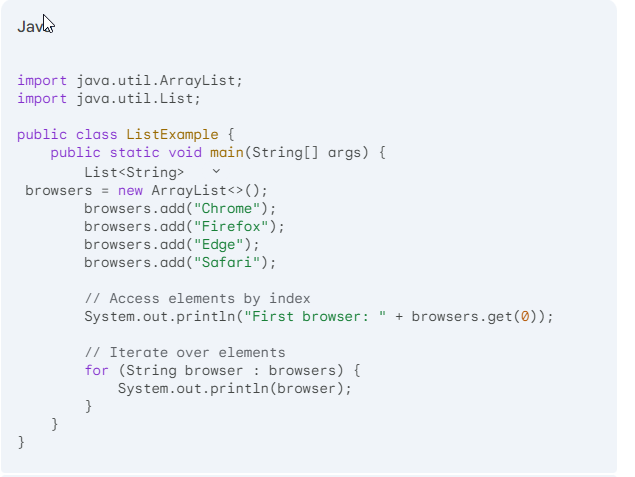 Java
import java.util.ArrayList;
import java.util.List;
public class ListExample {
    public static void main(String[] args) {
        List<String>
 browsers = new ArrayList<>();
        browsers.add("Chrome");
        browsers.add("Firefox");
        browsers.add("Edge");
        browsers.add("Safari");
        // Access elements by index
        System.out.println("First browser: " + browsers.get(0));
        // Iterate over elements
        for (String browser : browsers) {
            System.out.println(browser);
        }
    }
}